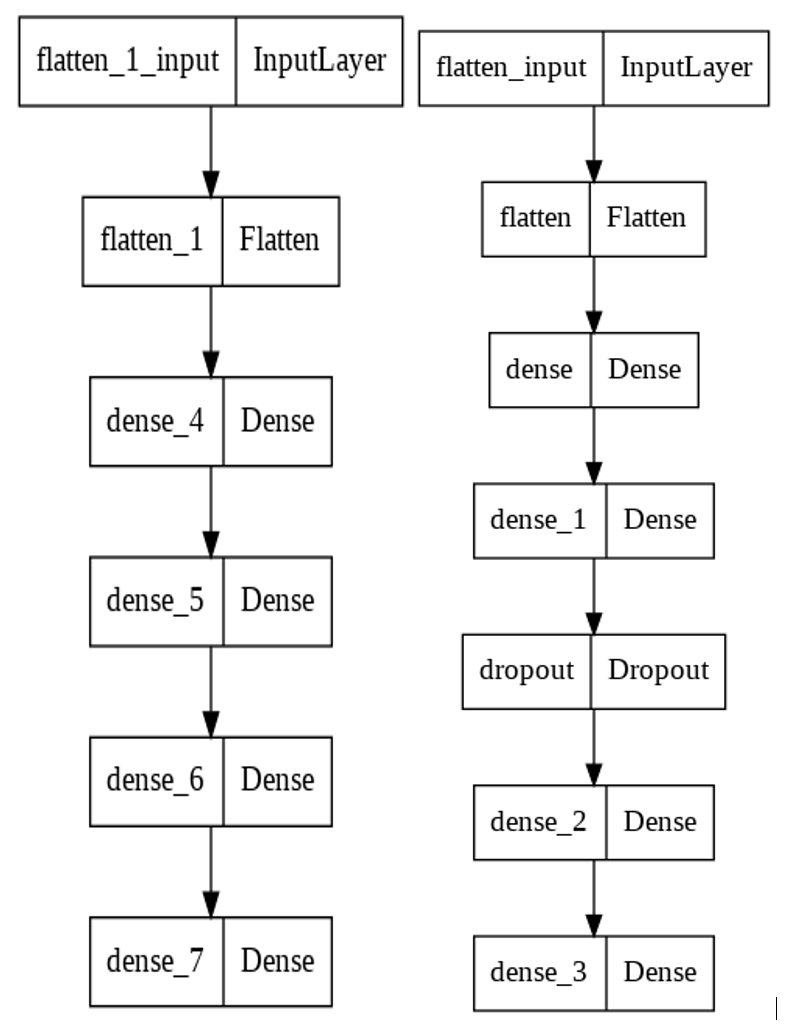 flatten_1_input InputLayer
flatten_1 Flatten
dense_4 Dense
dense_5 Dense
dense_6 Dense
dense_7 Dense
flatten_input InputLayer
flatten Flatten
dense Dense
dense_1 Dense
dropout Dropout
dense_2 Dense
dense_3 Dense